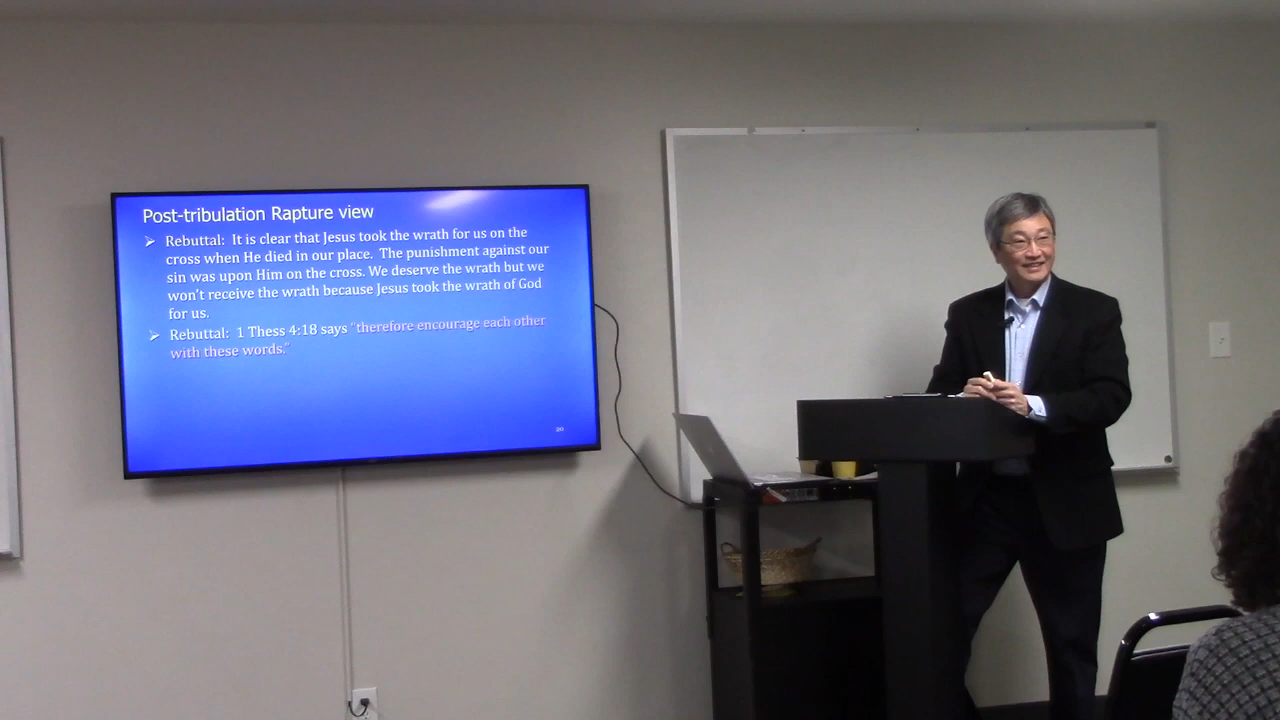 Post-tribulation Rapture view
➢ Rebuttal: It is clear that Jesus took the wrath for us on the
cross when He died in our place. The punishment against our
sin was upon Him on the cross. We deserve the wrath but we
won't receive the wrath because Jesus took the wrath of God
for us.
➢ Rebuttal: 1 Thess 4:18 says "therefore encourage each other
with these words."
20